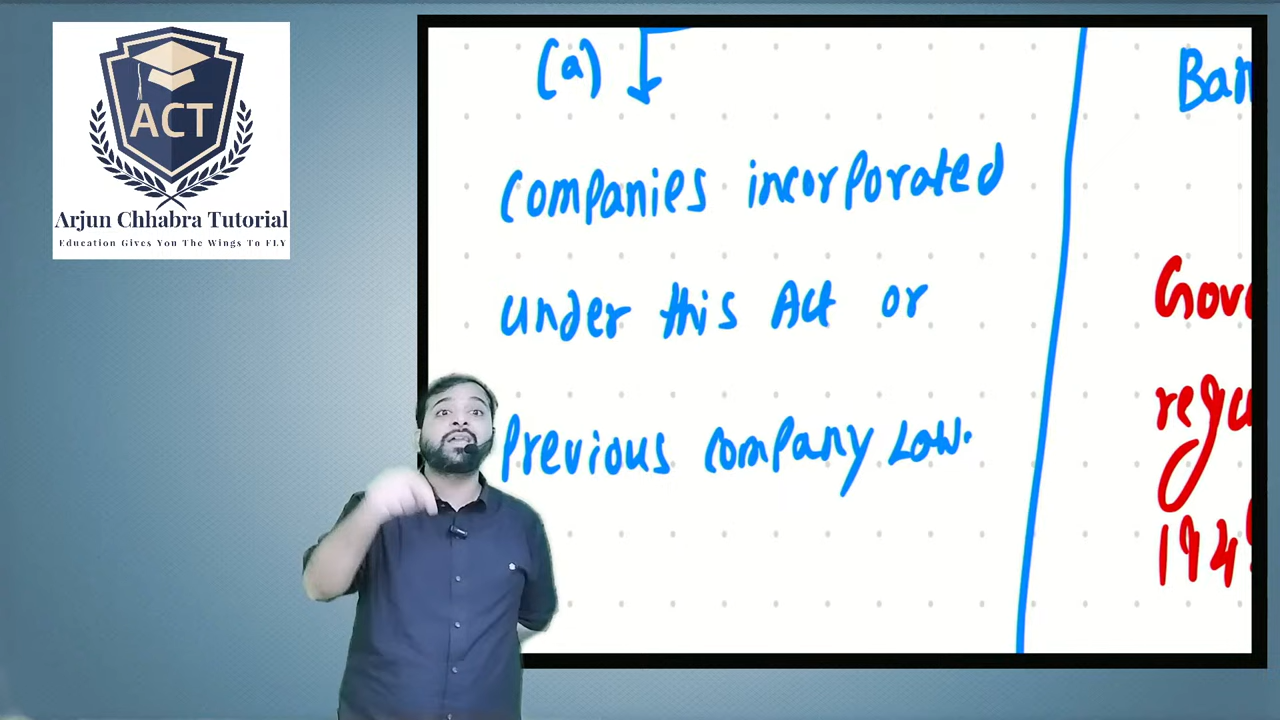 ACT
Arjun Chhabra Tutorial
Education Gives You The Wings To FLY
(a)
companies incorporated
under this Act or
Previous company Law.